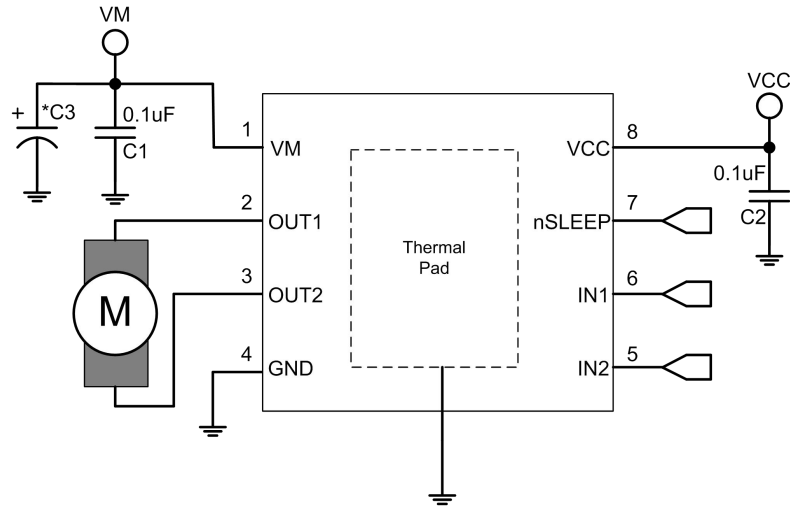 VM
VCC
+ *C3
0.1uF
C1
1
VM
8
VCC
0.1uF
C2
2
OUT1
7
nSLEEP
Thermal
Pad
3
OUT2
6
IN1
M
4
GND
5
IN2